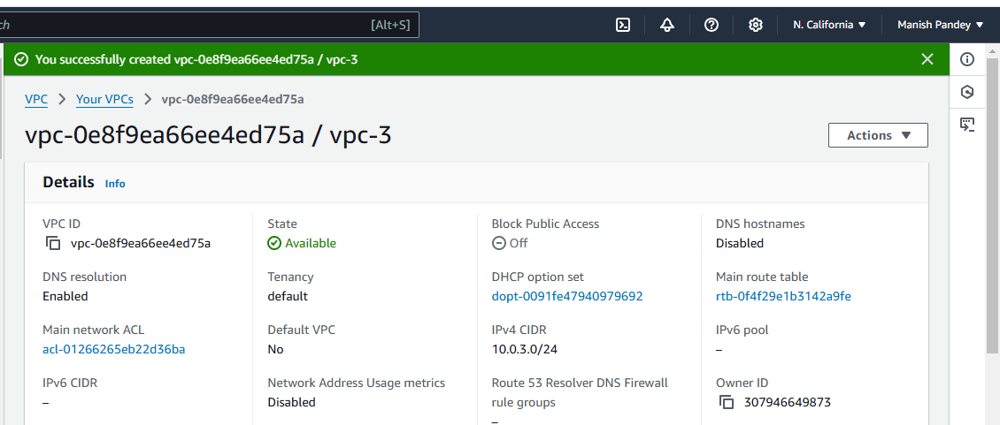 ch [Alt+S] N. California Manish Pandey
You successfully created vpc-0e8f9ea66ee4ed75a / vpc-3
VPC > Your VPCs > vpc-0e8f9ea66ee4ed75a
vpc-0e8f9ea66ee4ed75a / vpc-3 Actions
Details Info
VPC ID State Block Public Access DNS hostnames
vpc-0e8f9ea66ee4ed75a Available Off Disabled
DNS resolution Tenancy DHCP option set Main route table
Enabled default dopt-0091fe47940979692 rtb-0f4f29e1b3142a9fe
Main network ACL Default VPC IPv4 CIDR IPv6 pool
acl-01266265eb22d36ba No 10.0.3.0/24 –
IPv6 CIDR Network Address Usage metrics Route 53 Resolver DNS Firewall Owner ID
– Disabled rule groups 307946649873
–